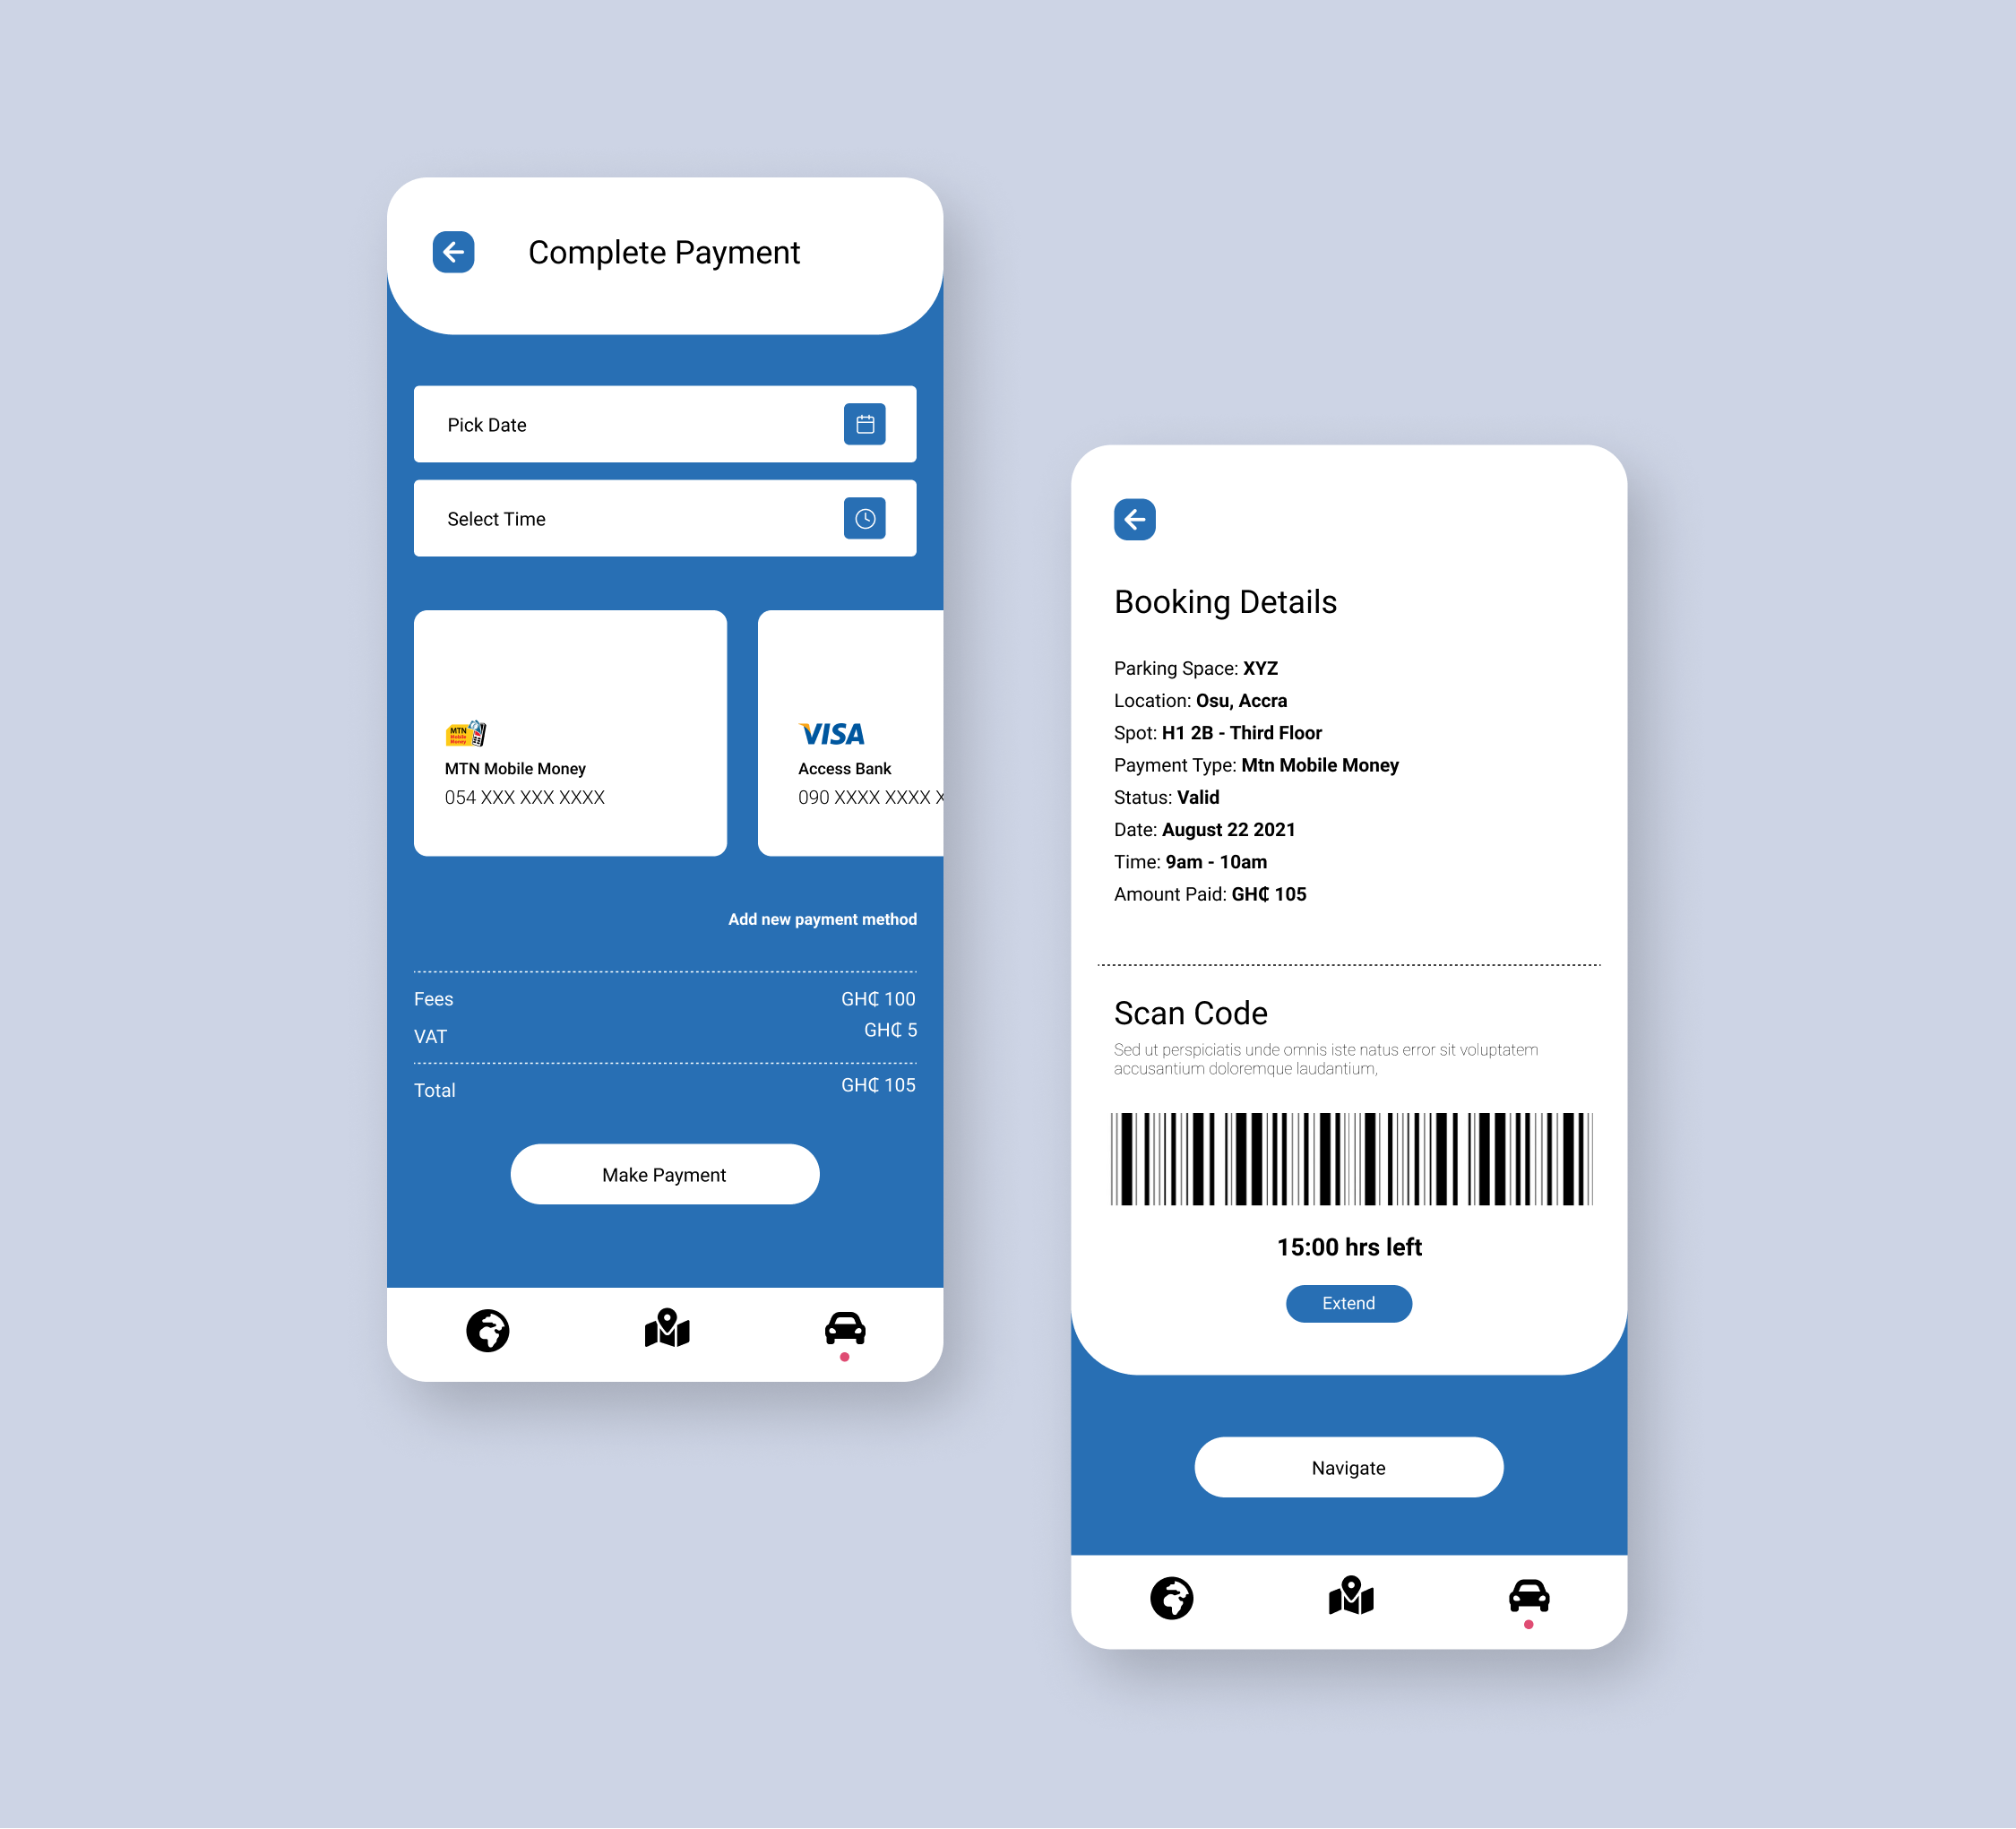 Complete Payment
Pick Date
Select Time
MTN
Mobile
Money
MTN Mobile Money
054 XXX XXX XXXX
VISA
Access Bank
090 XXXX XXXX X
Add new payment method
Fees GH₵ 100
VAT GH₵ 5
Total GH₵ 105
Make Payment
Booking Details
Parking Space: XYZ
Location: Osu, Accra
Spot: H1 2B - Third Floor
Payment Type: Mtn Mobile Money
Status: Valid
Date: August 22 2021
Time: 9am - 10am
Amount Paid: GH₵ 105
Scan Code
Sed ut perspiciatis unde omnis iste natus error sit voluptatem
accusantium doloremque laudantium,
15:00 hrs left
Extend
Navigate